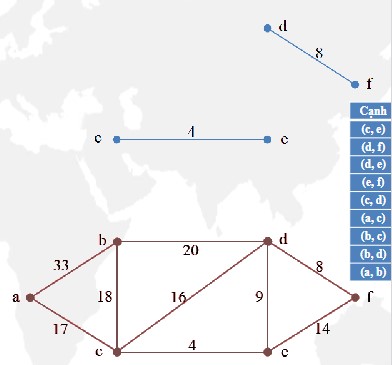 d
8
f
c 4 e
Cạnh
(c, e)
(d, f)
(d, e)
(e, f)
(c, d)
(a, c)
(b, c)
(b, d)
(a, b)
b 20 d
33 8
a 18 16 9 f
17 14
c 4 e